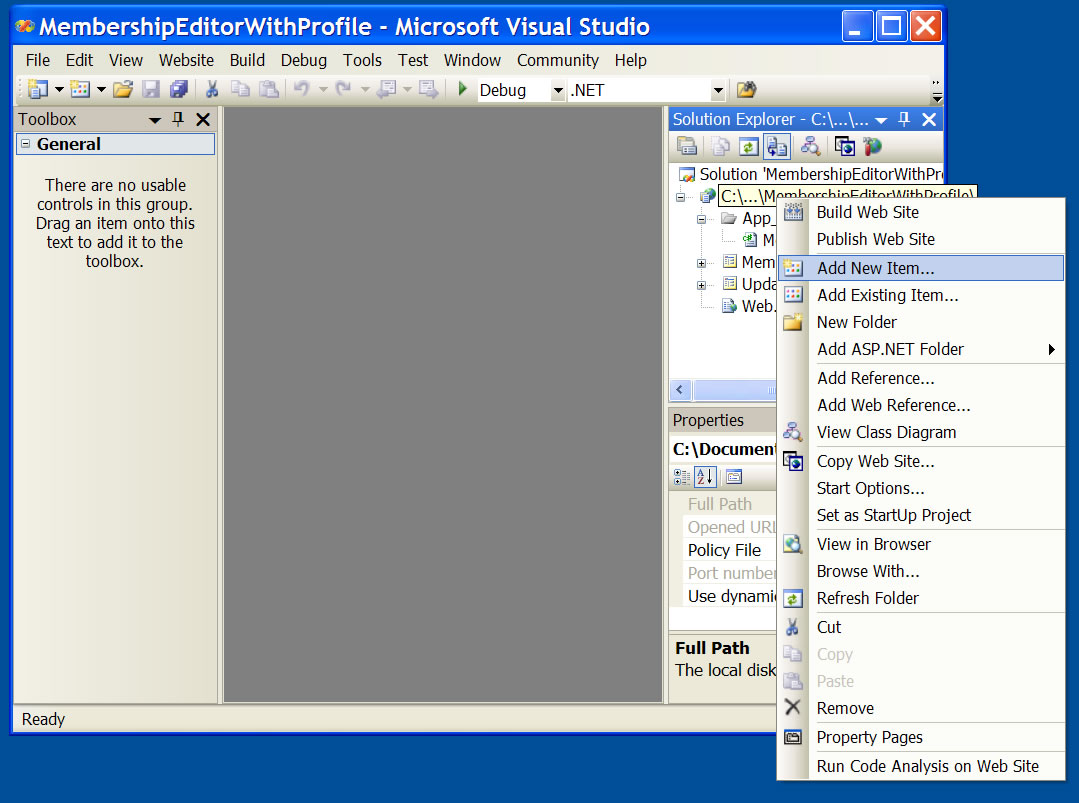 MembershipEditorWithProfile - Microsoft Visual Studio
File Edit View Website Build Debug Tools Test Window Community Help
Debug .NET
Toolbox
General
There are no usable
controls in this group.
Drag an item onto this
text to add it to the
toolbox.
Solution Explorer - C:\...\...
Solution 'MembershipEditorWithPr
C:\...\MembershipEditorWithProfile\
App_
M
Mem
Upda
Web.
Properties
C:\Document
Full Path
Opened URL
Policy File
Port number
Use dynamic
Full Path
The local disk
Build Web Site
Publish Web Site
Add New Item...
Add Existing Item...
New Folder
Add ASP.NET Folder
Add Reference...
Add Web Reference...
View Class Diagram
Copy Web Site...
Start Options...
Set as StartUp Project
View in Browser
Browse With...
Refresh Folder
Cut
Copy
Paste
Remove
Property Pages
Run Code Analysis on Web Site
Ready